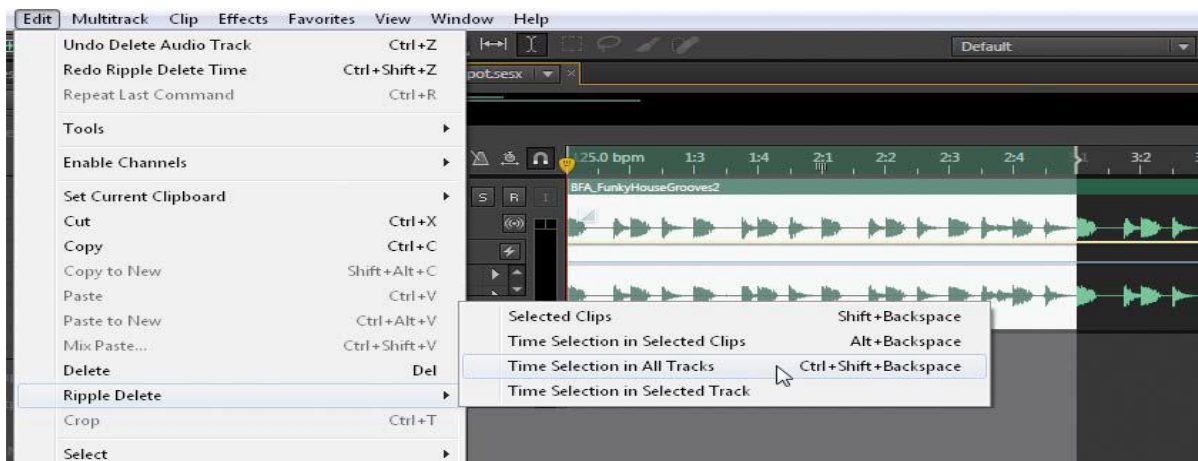 Edit Multitrack Clip Effects Favorites View Window Help
Undo Delete Audio Track Ctrl+Z
Redo Ripple Delete Time Ctrl+Shift+Z
Repeat Last Command Ctrl+R
Tools
Enable Channels
Set Current Clipboard
Cut Ctrl+X
Copy Ctrl+C
Copy to New Shift+Alt+C
Paste Ctrl+V
Paste to New Ctrl+Alt+V
Mix Paste... Ctrl+Shift+V
Delete Del
Ripple Delete
Crop Ctrl+T
Select
Selected Clips Shift+Backspace
Time Selection in Selected Clips Alt+Backspace
Time Selection in All Tracks Ctrl+Shift+Backspace
Time Selection in Selected Track
Default
pot.sesx
125.0 bpm 1:3 1:4 2:1 2:2 2:3 2:4 3:2
BFA_FunkyHouseGrooves2
S R I